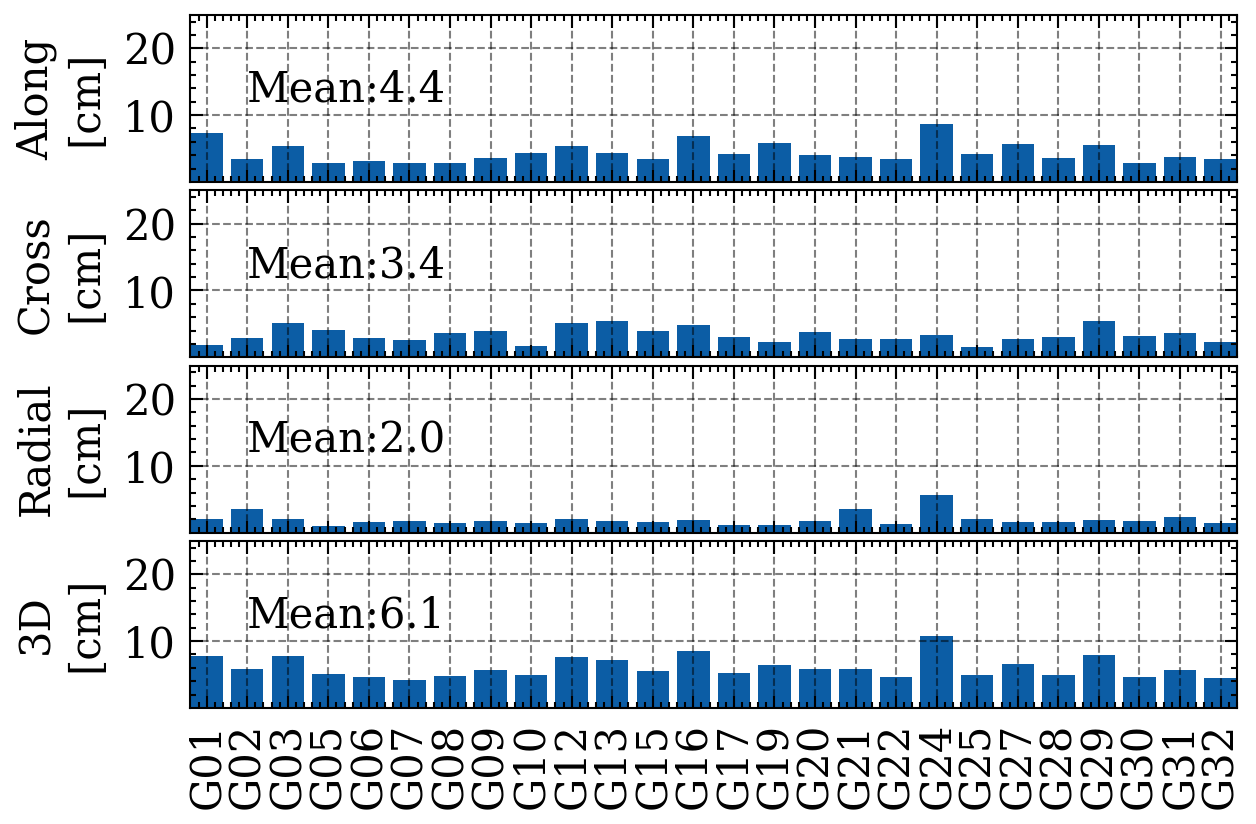 Along
[cm]
20
10
Mean:4.4
Cross
[cm]
20
10
Mean:3.4
Radial
[cm]
20
10
Mean:2.0
3D
[cm]
20
10
Mean:6.1
G01
G02
G03
G05
G06
G07
G08
G09
G10
G12
G13
G15
G16
G17
G19
G20
G21
G22
G24
G25
G27
G28
G29
G30
G31
G32